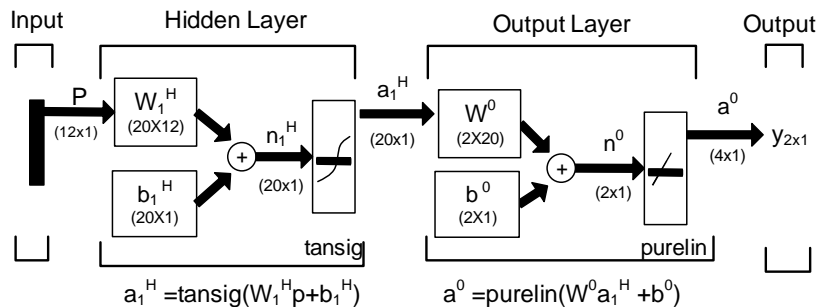 Input Hidden Layer Output Layer Output
P W₁ᴴ (20X12) a₁ᴴ W⁰ (2X20) a⁰
(12x1) n₁ᴴ (20x1) n⁰ (4x1) y₂ₓ₁
+ +
b₁ᴴ (20X1) (20x1) b⁰ (2X1) (2x1)
tansig purelin
a₁ᴴ =tansig(W₁ᴴp+b₁ᴴ) a⁰ =purelin(W⁰a₁ᴴ +b⁰)